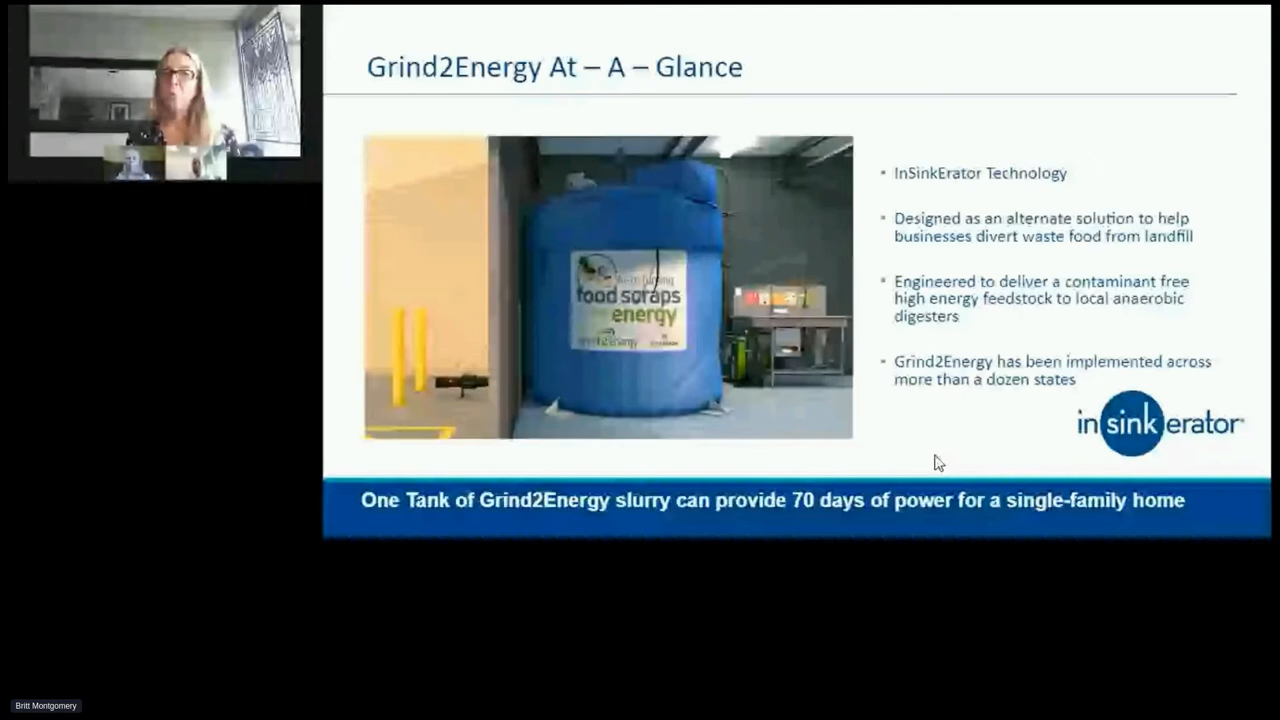 Grind2Energy At – A – Glance
food scraps
energy
InSinkErator Technology
Designed as an alternate solution to help
businesses divert waste food from landfill
Engineered to deliver a contaminant free
high energy feedstock to local anaerobic
digesters
Grind2Energy has been implemented across
more than a dozen states
insinkerator
One Tank of Grind2Energy slurry can provide 70 days of power for a single-family home
Britt Montgomery